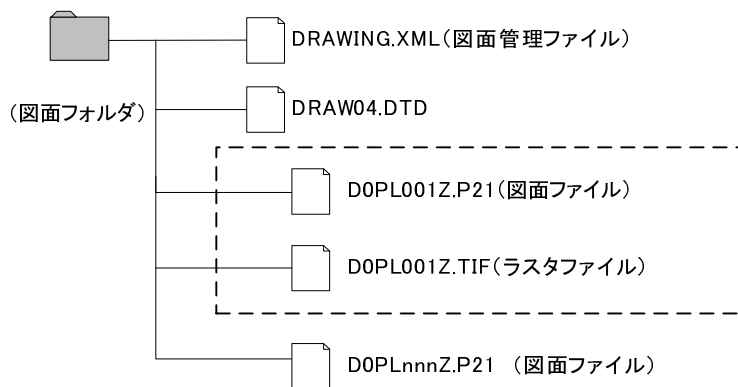 DRAWING.XML(図面管理ファイル)
(図面フォルダ)
DRAW04.DTD
D0PL001Z.P21(図面ファイル)
D0PL001Z.TIF(ラスタファイル)
D0PLnnnZ.P21 (図面ファイル)